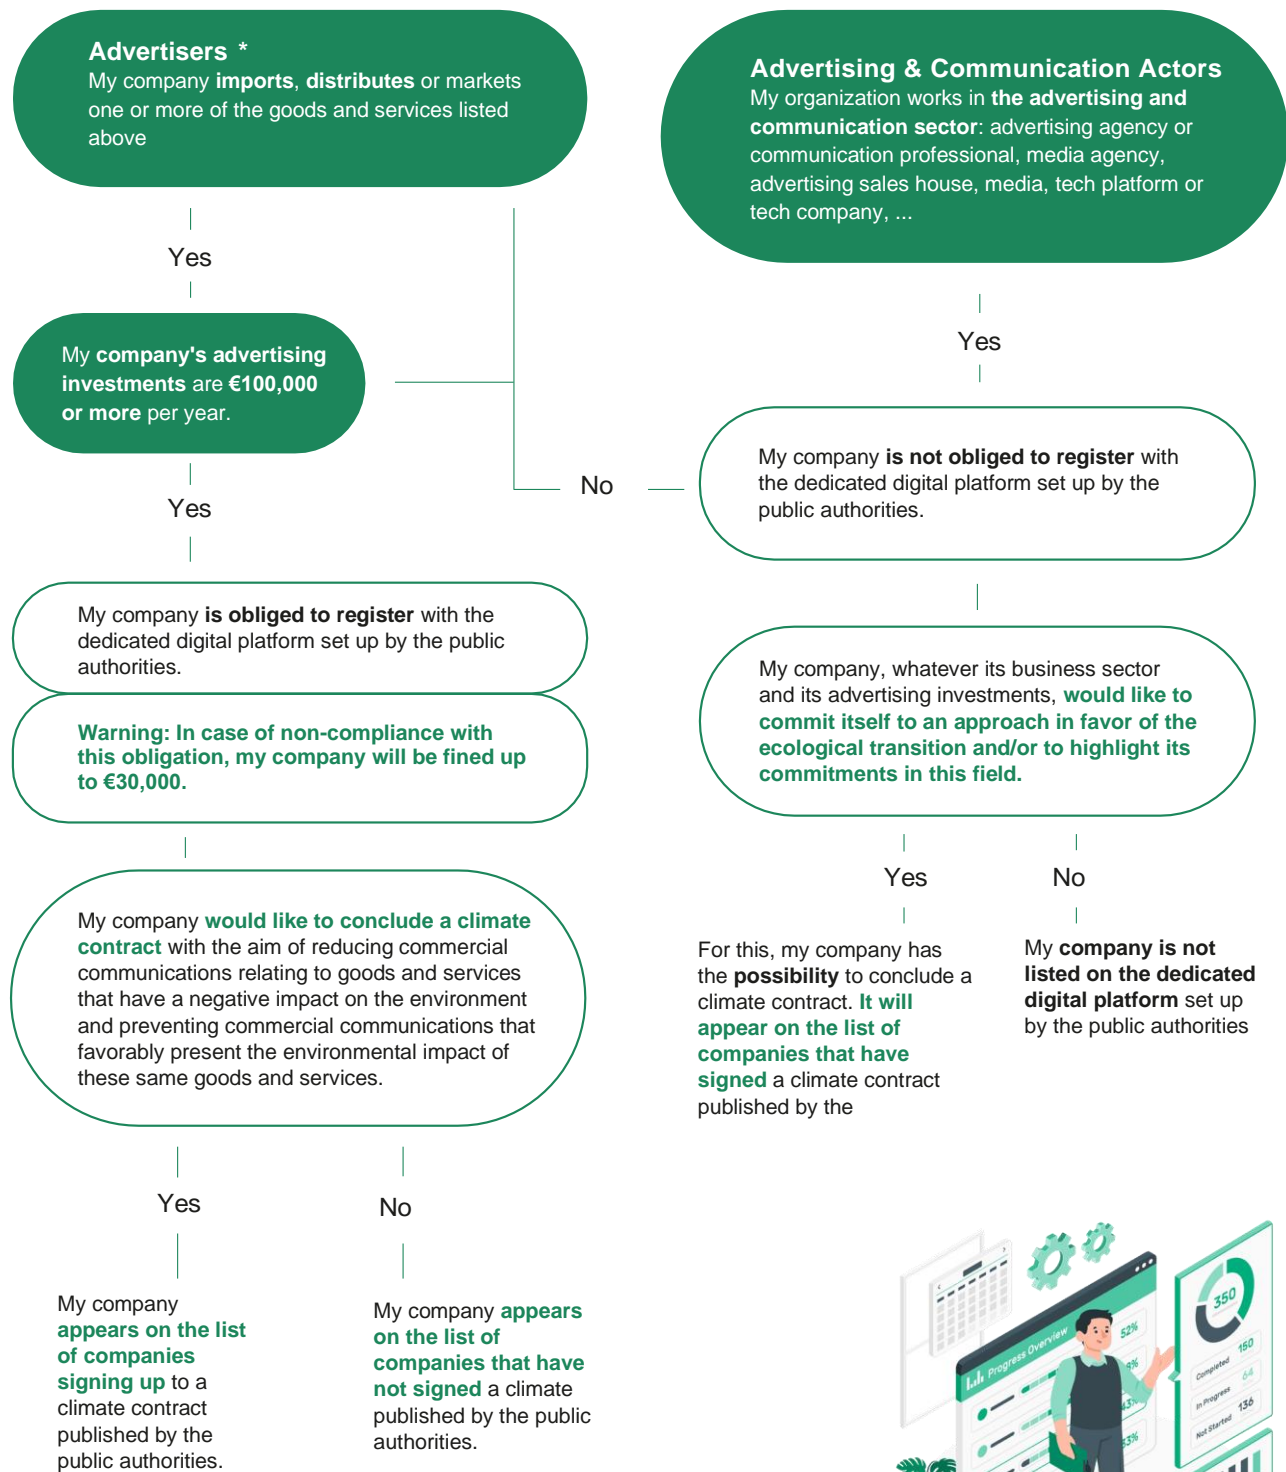 Advertisers *
My company imports, distributes or markets
one or more of the goods and services listed
above
Yes
My company's advertising
investments are €100,000
or more per year.
Yes
My company is obliged to register with the
dedicated digital platform set up by the public
authorities.
Warning: In case of non-compliance with
this obligation, my company will be fined up
to €30,000.
My company would like to conclude a climate
contract with the aim of reducing commercial
communications relating to goods and services
that have a negative impact on the environment
and preventing commercial communications that
favorably present the environmental impact of
these same goods and services.
Yes
No
My company
appears on the list
of companies
signing up to a
climate contract
published by the
public authorities.
My company appears
on the list of
companies that have
not signed a climate
published by the public
authorities.
No
Advertising & Communication Actors
My organization works in the advertising and
communication sector: advertising agency or
communication professional, media agency,
advertising sales house, media, tech platform or
tech company, ...
Yes
My company is not obliged to register with
the dedicated digital platform set up by the
public authorities.
My company, whatever its business sector
and its advertising investments, would like to
commit itself to an approach in favor of the
ecological transition and/or to highlight its
commitments in this field.
Yes
No
For this, my company has
the possibility to conclude a
climate contract. It will
appear on the list of
companies that have
signed a climate contract
published by the
My company is not
listed on the dedicated
digital platform set up
by the public authorities
Progress Overview
52%
43%
33%
350
Completed 150
In Progress 64
Not Started 136